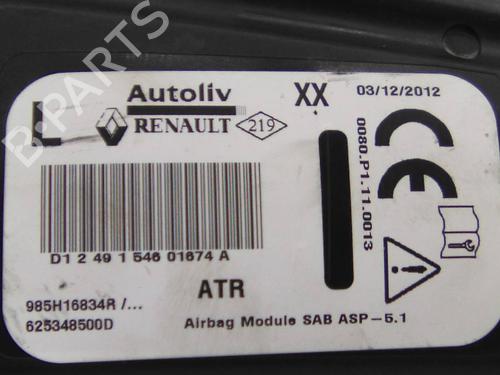 L
Autoliv
XX
03/12/2012
RENAULT
219
CE
0080.P1.11.0013
D1 2 49 1 546 01674 A
985H16834R /...
625348500D
ATR
Airbag Module SAB ASP-5.1
B-PARTS